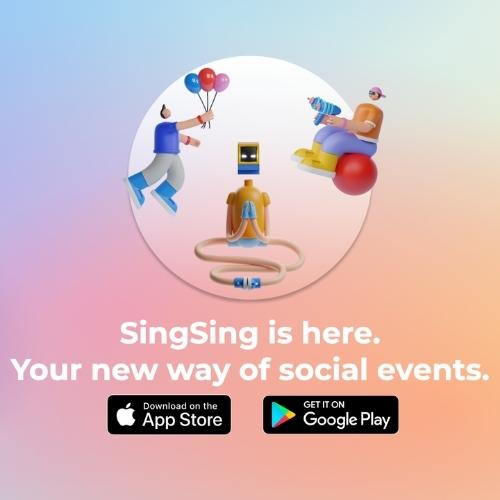 SingSing is here.
Your new way of social events.
Download on the
App Store
GET IT ON
Google Play